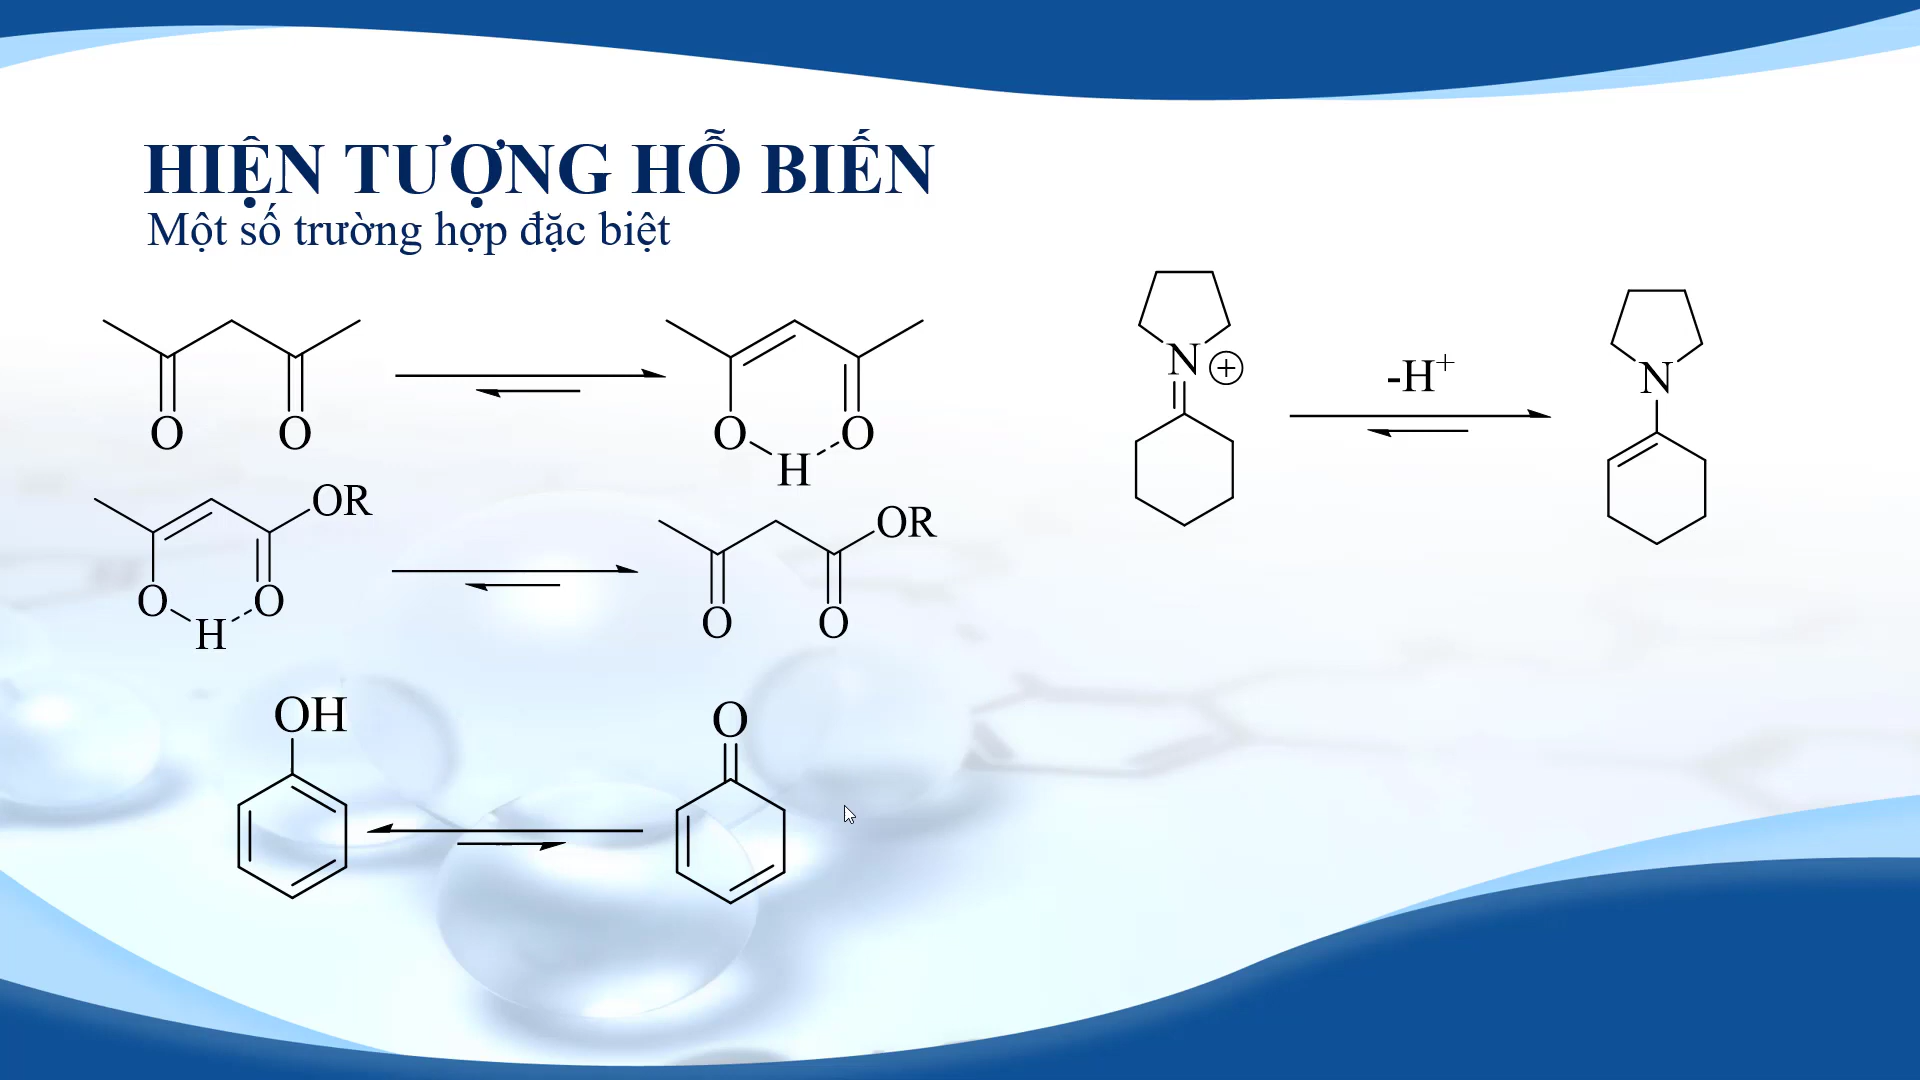 HIỆN TƯỢNG HỖ BIẾN
Một số trường hợp đặc biệt
O O
O H O
N +
-H+
N
OR
O H O
OR
O O
OH
O